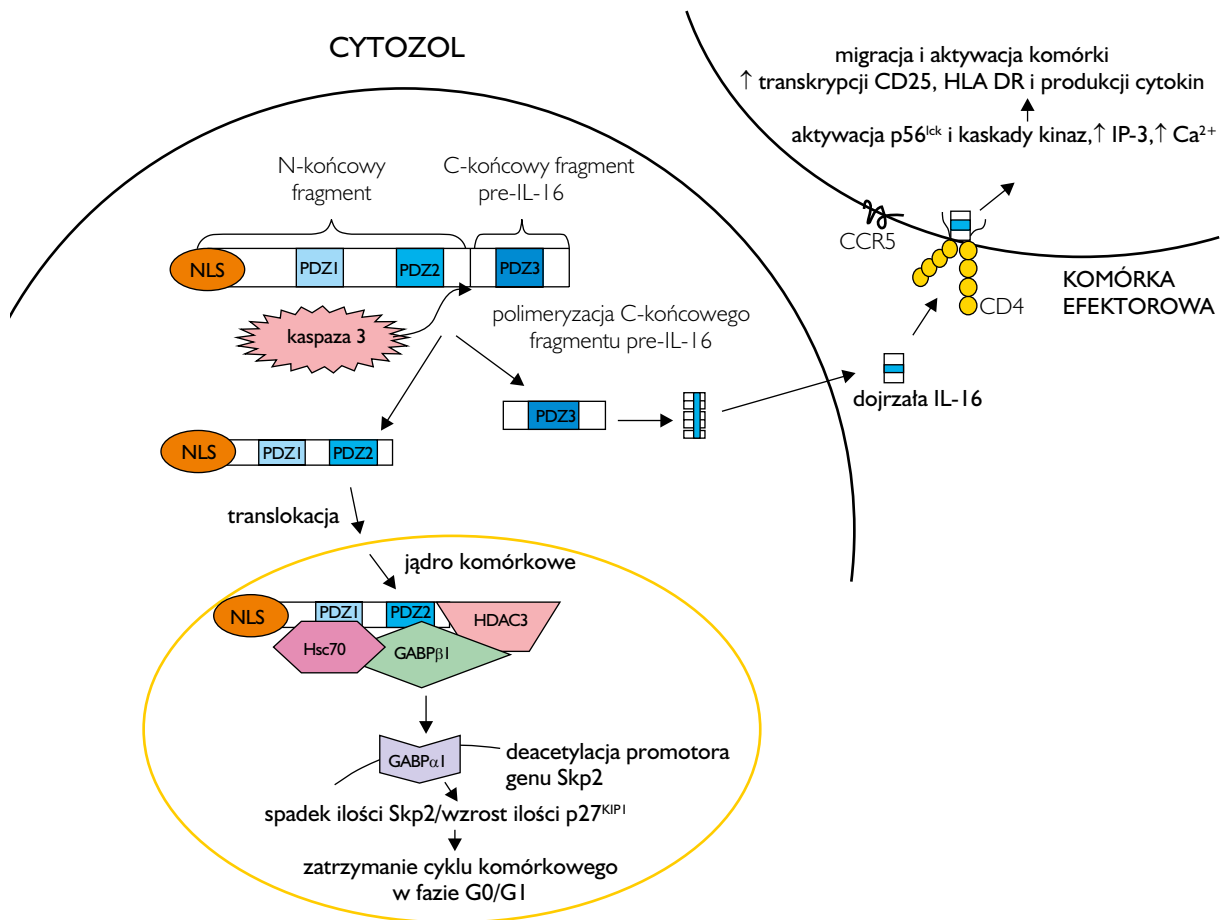 CYTOZOL
migracja i aktywacja komórki
↑ transkrypcji CD25, HLA DR i produkcji cytokin
aktywacja p56lck i kaskady kinaz,↑ IP-3,↑ Ca2+
N-końcowy
fragment
C-końcowy fragment
pre-IL-16
CCR5
NLS
PDZ1
PDZ2
PDZ3
KOMÓRKA
EFEKTOROWA
CD4
kaspaza 3
polimeryzacja C-końcowego
fragmentu pre-IL-16
dojrzała IL-16
PDZ3
NLS
PDZ1
PDZ2
translokacja
jądro komórkowe
NLS
PDZ1
PDZ2
HDAC3
Hsc70
GABPβ1
GABPα1
deacetylacja promotora
genu Skp2
spadek ilości Skp2/wzrost ilości p27KIP1
zatrzymanie cyklu komórkowego
w fazie G0/G1